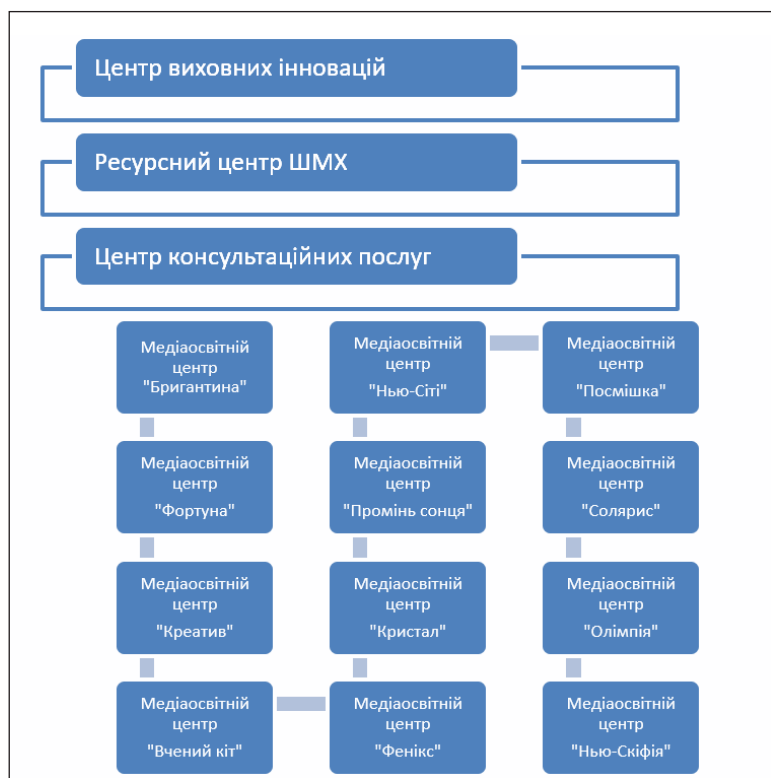 Центр виховних інновацій
Ресурсний центр ШМХ
Центр консультаційних послуг
Медіаосвітній
центр
"Бригантина"
Медіаосвітній
центр
"Нью-Сіті"
Медіаосвітній
центр
"Посмішка"
Медіаосвітній
центр
"Фортуна"
Медіаосвітній
центр
"Промінь сонця"
Медіаосвітній
центр
"Солярис"
Медіаосвітній
центр
"Креатив"
Медіаосвітній
центр
"Кристал"
Медіаосвітній
центр
"Олімпія"
Медіаосвітній
центр
"Вчений кіт"
Медіаосвітній
центр
"Фенікс"
Медіаосвітній
центр
"Нью-Скіфія"